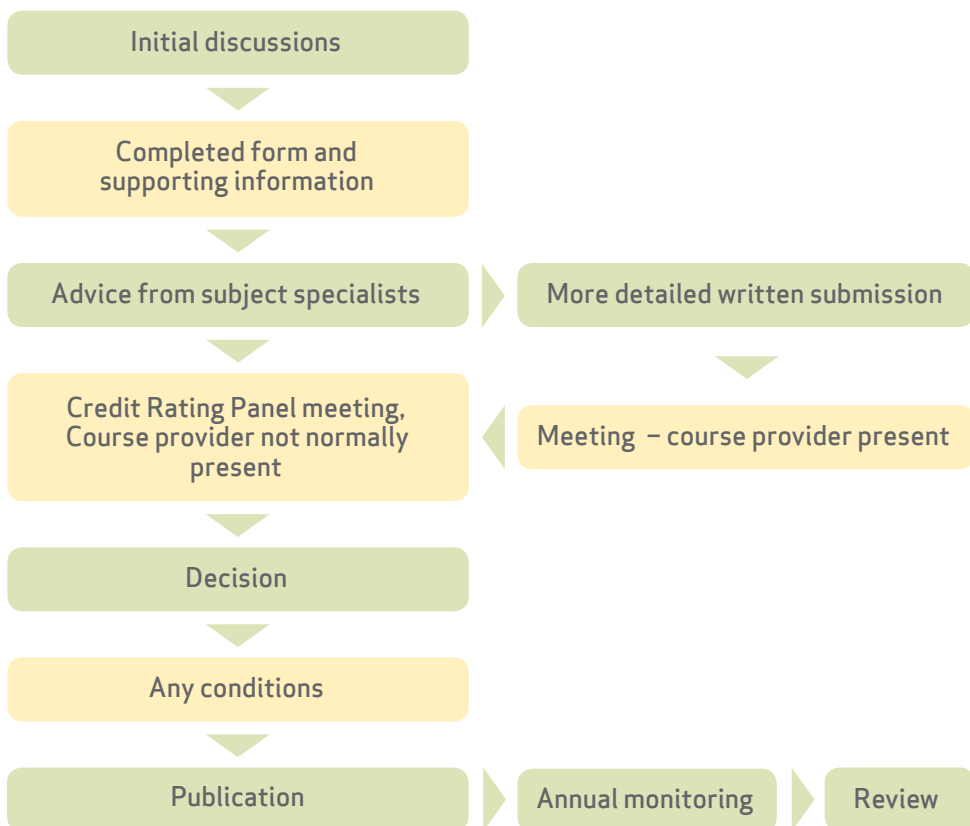 Initial discussions
Completed form and
supporting information
Advice from subject specialists
More detailed written submission
Credit Rating Panel meeting,
Course provider not normally
present
Meeting – course provider present
Decision
Any conditions
Publication
Annual monitoring
Review